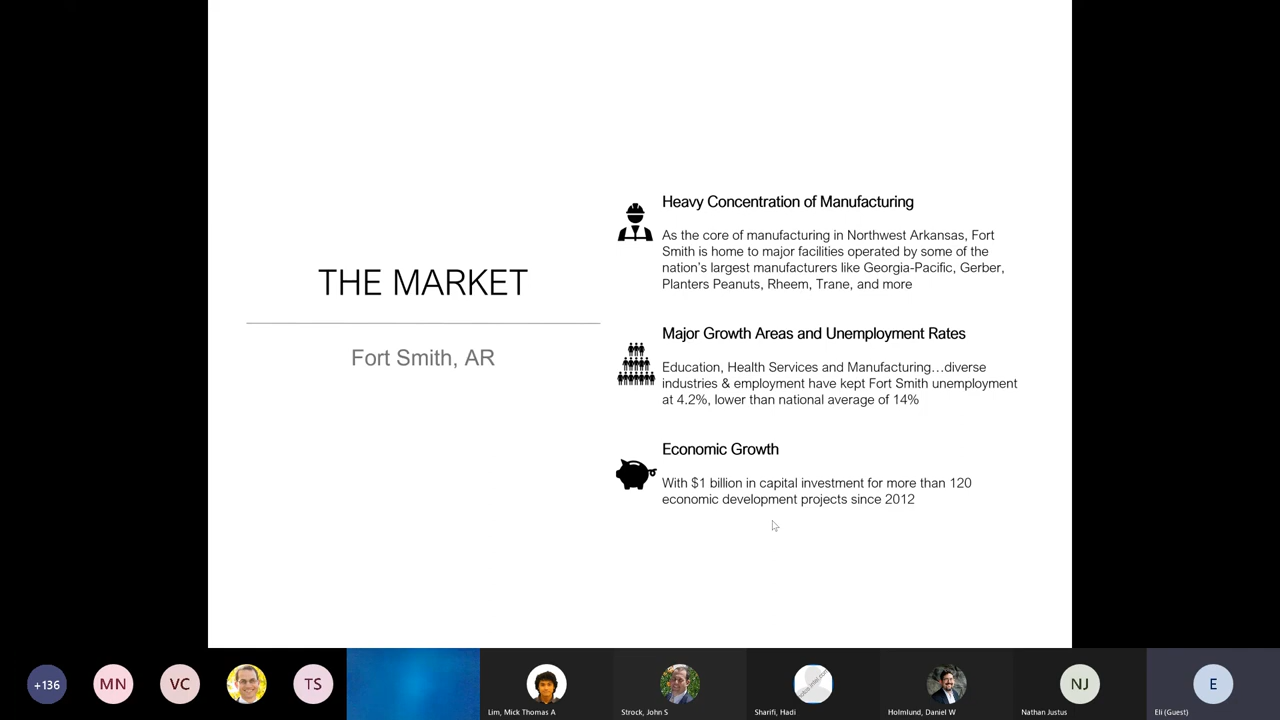 THE MARKET
Fort Smith, AR
Heavy Concentration of Manufacturing
As the core of manufacturing in Northwest Arkansas, Fort
Smith is home to major facilities operated by some of the
nation's largest manufacturers like Georgia-Pacific, Gerber,
Planters Peanuts, Rheem, Trane, and more
Major Growth Areas and Unemployment Rates
Education, Health Services and Manufacturing…diverse
industries & employment have kept Fort Smith unemployment
at 4.2%, lower than national average of 14%
Economic Growth
With $1 billion in capital investment for more than 120
economic development projects since 2012
+136
MN
VC
TS
Lim, Mick Thomas A
Strock, John S
Sharifi, Hadi
Holmlund, Daniel W
NJ
Nathan Justus
E
Eli (Guest)